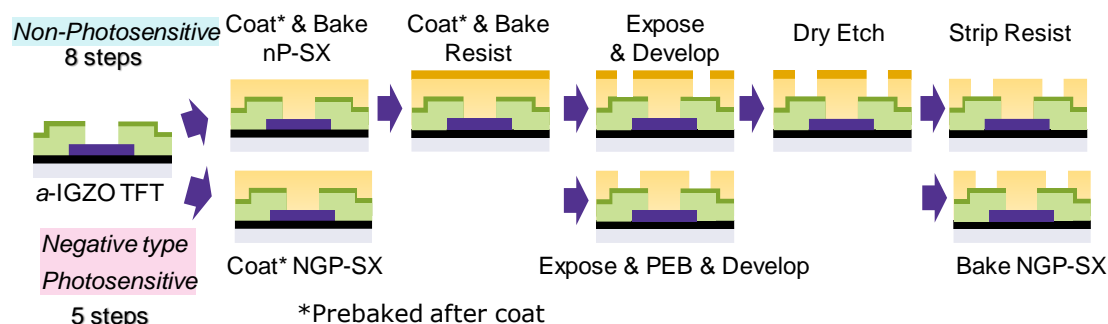 Non-Photosensitive
8 steps
Coat* & Bake
nP-SX
Coat* & Bake
Resist
Expose
& Develop
Dry Etch
Strip Resist
a-IGZO TFT
Negative type
Photosensitive
5 steps
Coat* NGP-SX
Expose & PEB & Develop
Bake NGP-SX
*Prebaked after coat